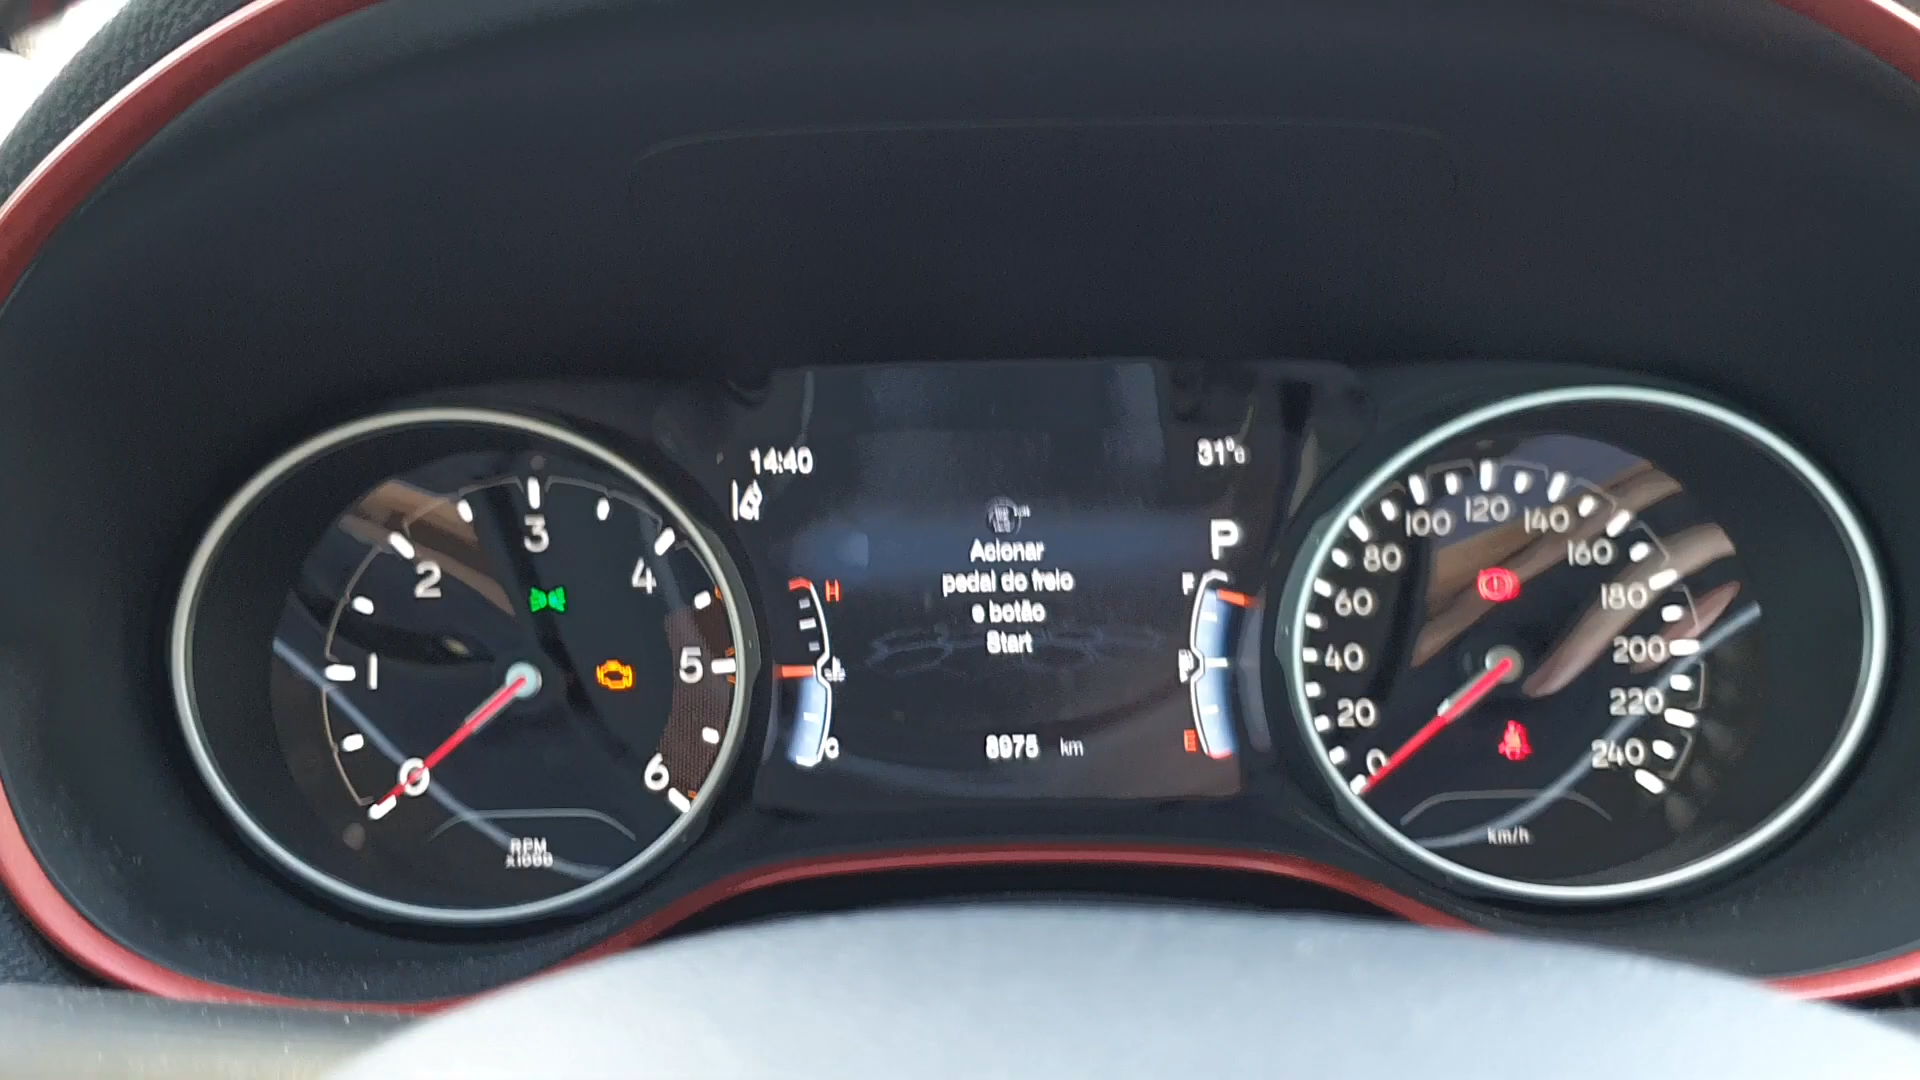 14:40
31°
Acionar
pedal do freio
e botão
Start
P
H
C
F
E
8975 km
0
1
2
3
4
5
6
RPM
x1000
0
20
40
60
80
100
120
140
160
180
200
220
240
km/h